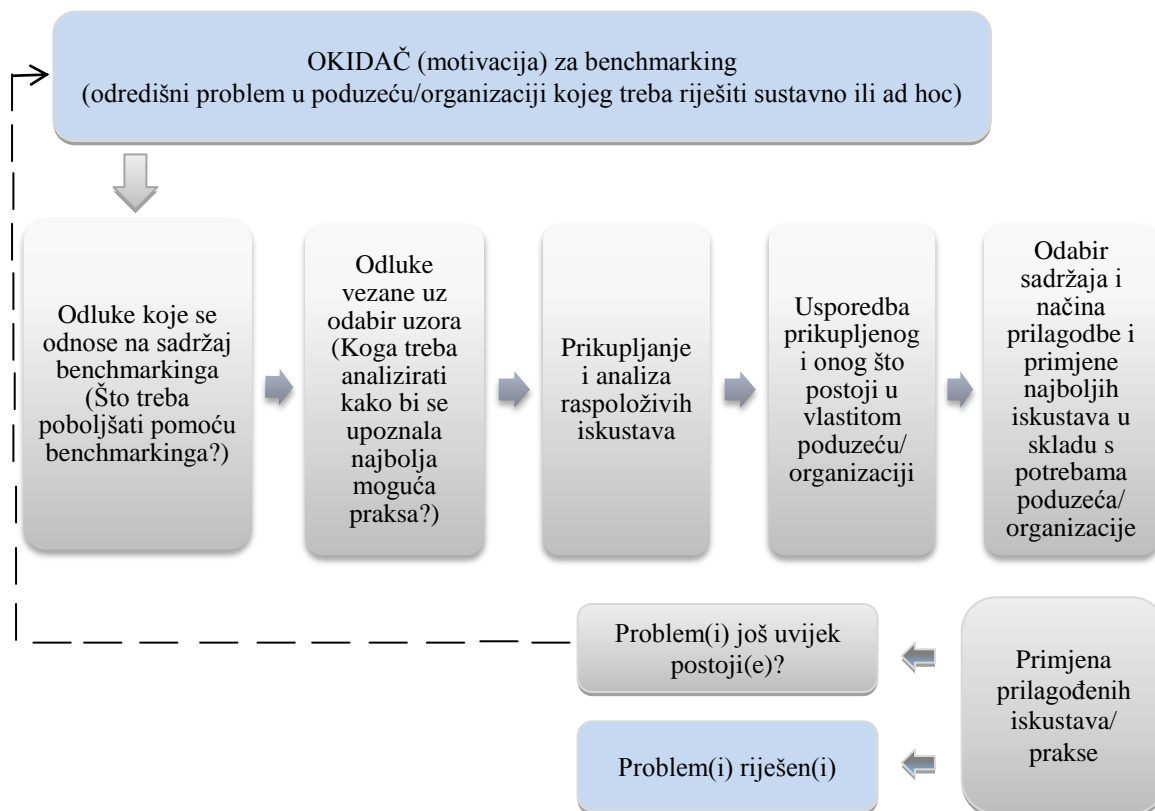 OKIDAČ (motivacija) za benchmarking
(odredišni problem u poduzeću/organizaciji kojeg treba riješiti sustavno ili ad hoc)
Odluke koje se
odnose na sadržaj
benchmarkinga
(Što treba
poboljšati pomoću
benchmarkinga?)
Odluke
vezane uz
odabir uzora
(Koga treba
analizirati
kako bi se
upoznala
najbolja
moguća
praksa?)
Prikupljanje
i analiza
raspoloživih
iskustava
Usporedba
prikupljenog
i onog što
postoji u
vlastitom
poduzeću/
organizaciji
Odabir
sadržaja i
načina
prilagodbe i
primjene
najboljih
iskustava u
skladu s
potrebama
poduzeća/
organizacije
Problem(i) još uvijek
postoji(e)?
Primjena
prilagođenih
iskustava/
prakse
Problem(i) riješen(i)